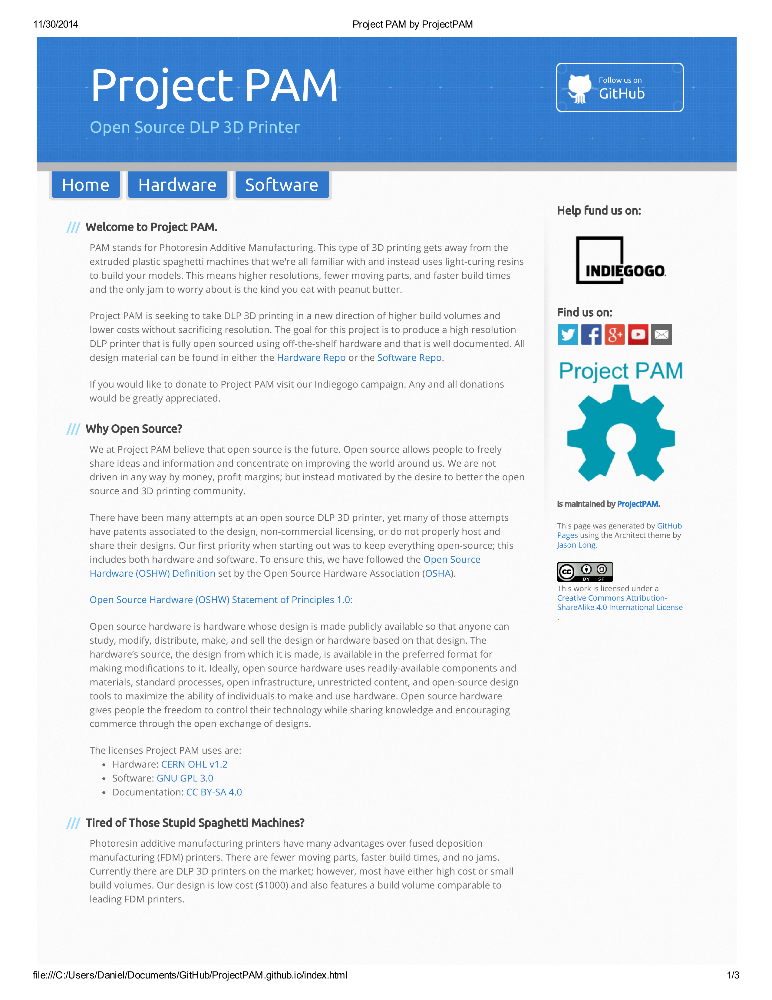 11/30/2014
Project PAM by ProjectPAM
Project PAM
Open Source DLP 3D Printer
Follow us on
GitHub
Home
Hardware
Software
Welcome to Project PAM.
PAM stands for Photoresin Additive Manufacturing. This type of 3D printing gets away from the
extruded plastic spaghetti machines that we're all familiar with and instead uses light-curing resins
to build your models. This means higher resolutions, fewer moving parts, and faster build times
and the only jam to worry about is the kind you eat with peanut butter.
Project PAM is seeking to take DLP 3D printing in a new direction of higher build volumes and
lower costs without sacrificing resolution. The goal for this project is to produce a high resolution
DLP printer that is fully open sourced using off-the-shelf hardware and that is well documented. All
design material can be found in either the Hardware Repo or the Software Repo.
If you would like to donate to Project PAM visit our Indiegogo campaign. Any and all donations
would be greatly appreciated.
/// Why Open Source?
We at Project PAM believe that open source is the future. Open source allows people to freely
share ideas and information and concentrate on improving the world around us. We are not
driven in any way by money, profit margins; but instead motivated by the desire to better the open
source and 3D printing community.
There have been many attempts at an open source DLP 3D printer, yet many of those attempts
have patents associated to the design, non-commercial licensing, or do not properly host and
share their designs. Our first priority when starting out was to keep everything open-source; this
includes both hardware and software. To ensure this, we have followed the Open Source
Hardware (OSHW) Definition set by the Open Source Hardware Association (OSHA).
Open Source Hardware (OSHW) Statement of Principles 1.0:
Open source hardware is hardware whose design is made publicly available so that anyone can
study, modify, distribute, make, and sell the design or hardware based on that design. The
hardware’s source, the design from which it is made, is available in the preferred format for
making modifications to it. Ideally, open source hardware uses readily-available components and
materials, standard processes, open infrastructure, unrestricted content, and open-source design
tools to maximize the ability of individuals to make and use hardware. Open source hardware
gives people the freedom to control their technology while sharing knowledge and encouraging
commerce through the open exchange of designs.
The licenses Project PAM uses are:
• Hardware: CERN OHL v1.2
• Software: GNU GPL 3.0
• Documentation: CC BY-SA 4.0
/// Tired of Those Stupid Spaghetti Machines?
Photoresin additive manufacturing printers have many advantages over fused deposition
manufacturing (FDM) printers. There are fewer moving parts, faster build times, and no jams.
Currently there are DLP 3D printers on the market; however, most have either high cost or small
build volumes. Our design is low cost ($1000) and also features a build volume comparable to
leading FDM printers.
Help fund us on:
INDIEGOGO.
Find us on:
Project PAM
is maintained by ProjectPAM.
This page was generated by GitHub
Pages using the Architect theme by
Jason Long.
cc BY SA
This work is licensed under a
Creative Commons Attribution-
ShareAlike 4.0 International License
.
file:///C:/Users/Daniel/Documents/GitHub/ProjectPAM.github.io/index.html
1/3